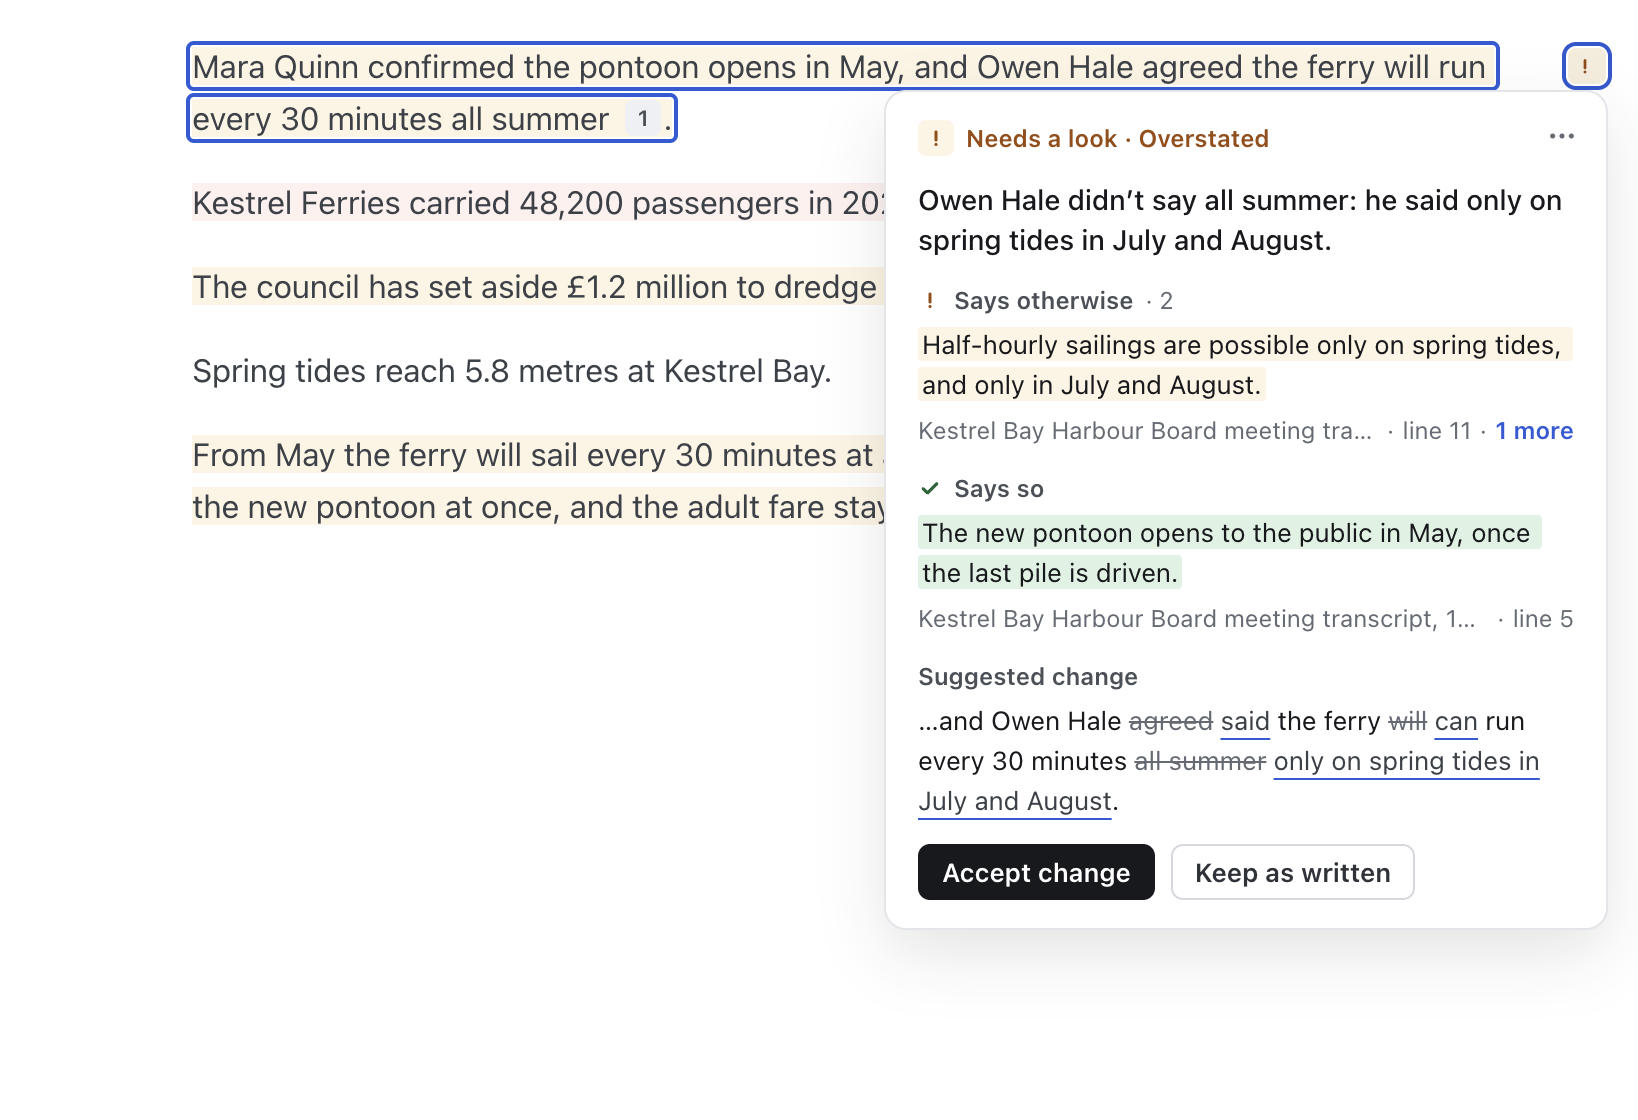 Mara Quinn confirmed the pontoon opens in May, and Owen Hale agreed the ferry will run
!
every 30 minutes all summer 1.
! Needs a look · Overstated ...
Owen Hale didn’t say all summer: he said only on
spring tides in July and August.
! Says otherwise · 2
Half-hourly sailings are possible only on spring tides,
and only in July and August.
Kestrel Bay Harbour Board meeting tra... · line 11 · 1 more
Says so
The new pontoon opens to the public in May, once
the last pile is driven.
Kestrel Bay Harbour Board meeting transcript, 1... · line 5
Suggested change
...and Owen Hale agreed said the ferry will can run
every 30 minutes all summer only on spring tides in
July and August.
Accept change Keep as written
Kestrel Ferries carried 48,200 passengers in
The council has set aside £1.2 million to dredge
Spring tides reach 5.8 metres at Kestrel Bay.
From May the ferry will sail every 30 minutes at
the new pontoon at once, and the adult fare